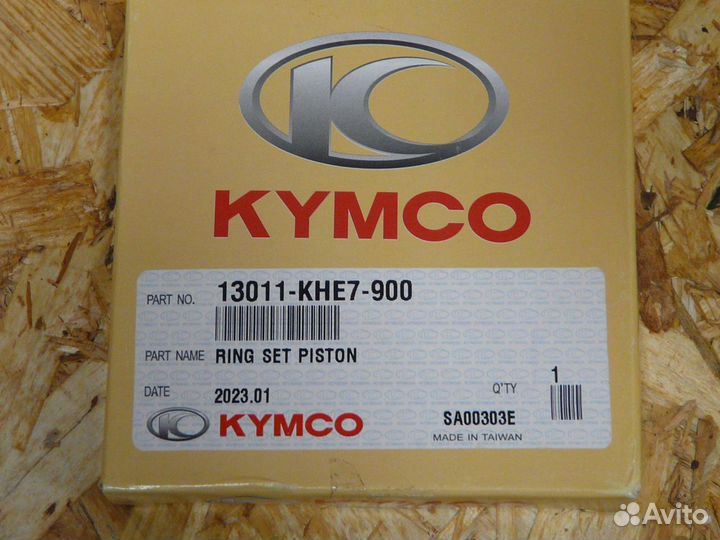 KYMCO
PART NO. 13011-KHE7-900
PART NAME RING SET PISTON
DATE 2023.01 Q'TY 1
KYMCO SA00303E
MADE IN TAIWAN
Avito